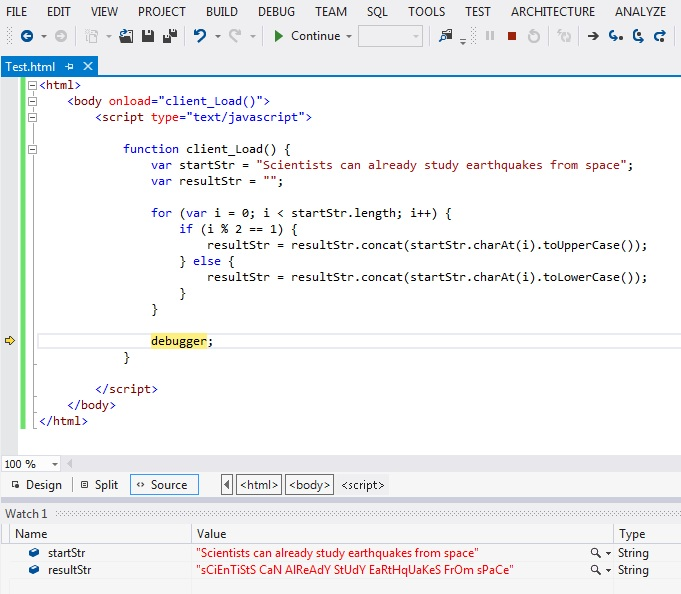 FILE EDIT VIEW PROJECT BUILD DEBUG TEAM SQL TOOLS TEST ARCHITECTURE ANALYZE
Continue
Test.html
<html>
<body onload="client_Load()">
<script type="text/javascript">
function client_Load() {
var startStr = "Scientists can already study earthquakes from space";
var resultStr = "";
for (var i = 0; i < startStr.length; i++) {
if (i % 2 == 1) {
resultStr = resultStr.concat(startStr.charAt(i).toUpperCase());
} else {
resultStr = resultStr.concat(startStr.charAt(i).toLowerCase());
}
}
debugger;
}
</script>
</body>
</html>
100 %
Design Split Source <html> <body> <script>
Watch 1
Name Value Type
startStr "Scientists can already study earthquakes from space" String
resultStr "sCiEnTiStS CaN AlReAdY StUdY EaRtHqUaKeS FrOm sPaCe" String